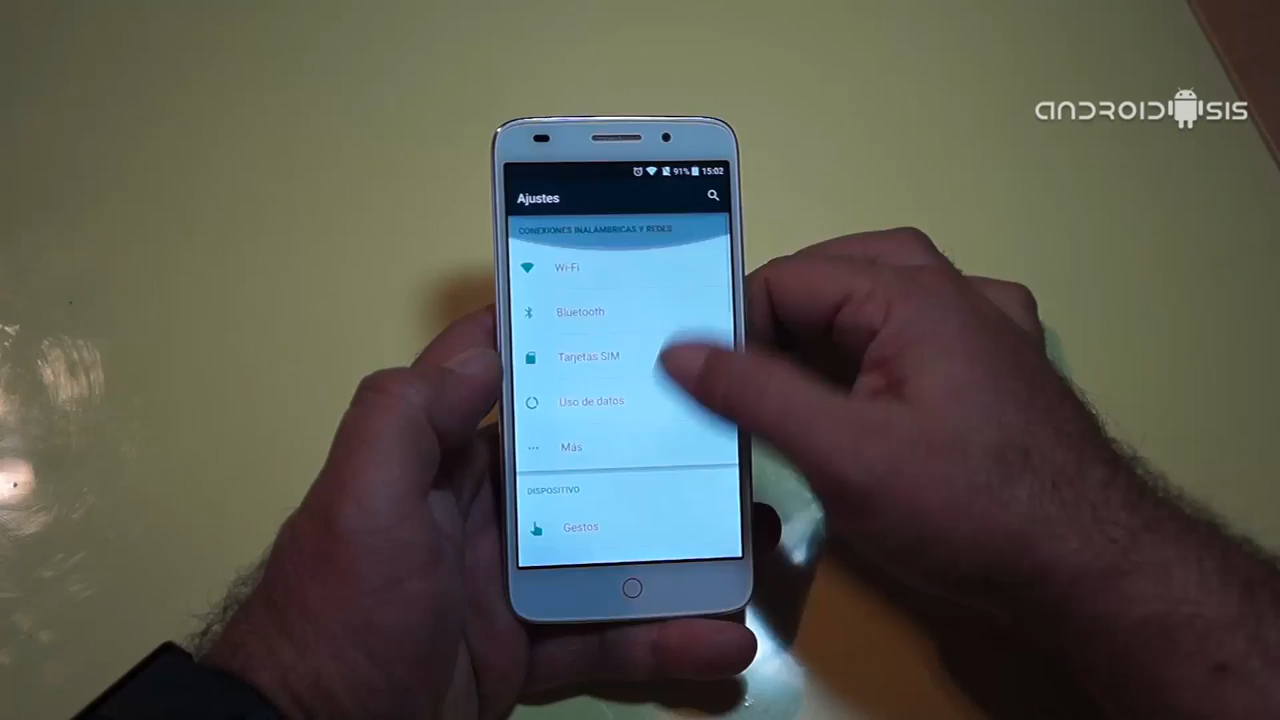 ANDROIDSIS
91% 15:02
Ajustes
CONEXIONES INALÁMBRICAS Y REDES
Wi-Fi
Bluetooth
Tarjetas SIM
Uso de datos
Más
DISPOSITIVO
Gestos